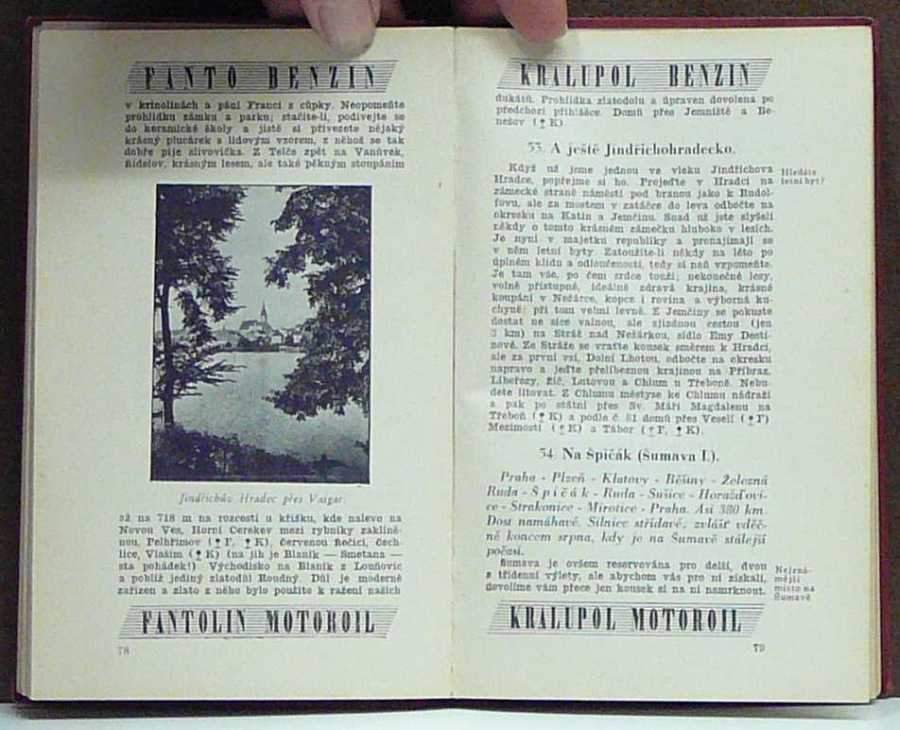 FANTO BENZIN
v krinolinách a páni Franci s cůpky. Neopomeňte
prohlídku zámku a parku; stačíte-li, podívejte se
do keramické školy a jistě si přivezete nějaký
krásný plucárek s lidovým vzorem, z něhož se tak
dobře pije slivovička. Z Telče zpět na Vanůvek,
Řídelov, krásným lesem, ale také pěkným stoupáním
Jindřichův Hradec přes Vajgar.
až na 718 m na rozcestí u křížku, kde nalevo na
Novou Ves, Horní Cerekev mezi rybníky zaklíně-
nou, Pelhřimov (F, K), Červenou Řečici, Čech-
tice, Vlašim (K) (na jih je Blaník — Smetana —
sta pohádek!) Východisko na Blaník z Louňovic
a poblíž jediný zlatodůl Roudný. Důl je moderně
zařízen a zlato z něho bylo použito k ražení našich
FANTOLIN MOTOROIL
78
KRALUPOL BENZIN
dukátů. Prohlídka zlatodolu a úpraven dovolena po
předchozí přihlášce. Domů přes Jemniště a Be-
nešov (K)
53. A ještě Jindřichohradecko.
Když už jsme jednou ve vleku Jindřichova
Hradce, popřejme si ho. Projeďte v Hradci na
zámecké straně náměstí pod branou jako k Rudol-
fovu, ale za mostem v zatáčce do leva odbočte na
okresku na Katin a Jemčinu. Snad už jste slyšeli
někdy o tomto krásném zámečku hluboko v lesích.
Je nyní v majetku republiky a pronajímají se
v něm letní byty. Zatoužíte-li někdy na léto po
úplném klidu a odloučenosti, tedy si naň vzpomeňte.
Je tam vše, po čem srdce touží; nekonečné lesy,
volně přístupné, ideálně zdravá krajina, krásné
koupání v Nežárce, kopce i rovina a výborná ku-
chyně; při tom velmi levně. Z Jemčiny se pokuste
dostat ne sice valnou, ale sjízdnou cestou (jen
3 km) na Stráž nad Nežárkou, sídlo Emy Desti-
nové. Ze Stráže se vraťte kousek směrem k Hradci,
ale za první vsí, Dolní Lhotou, odbočte na okresku
napravo a jeďte přelíbeznou krajinou na Příbraz,
Libořezy, Žíč, Lutovou a Chlum u Třeboně. Nebu-
dete litovat. Z Chlumu městyse ke Chlumu nádraží
a pak po státní přes Sv. Máří Magdalenu na
Třeboň (K) a podle č. 51 domů přes Veselí (F)
Mezimostí (K) a Tábor (F, K).
Hledáte
letní byt?
54. Na Špičák (Šumava I.).
Praha - Plzeň - Klatovy - Běšiny - Železná
Ruda - Špičák - Ruda - Sušice - Horažďovi-
ce - Strakonice - Mirotice - Praha. Asi 380 km.
Dost namáhavé. Silnice střídavé, zvlášť vděč-
né koncem srpna, kdy je na Šumavě stálejší
počasí.
Šumava je ovšem reservována pro delší, dvou
a třídenní výlety, ale abychom vás pro ni získali,
dovolíme vám přece jen kousek si na ni namrknout.
Nejzná-
mější
místo na
Šumavě
KRALUPOL MOTOROIL
79